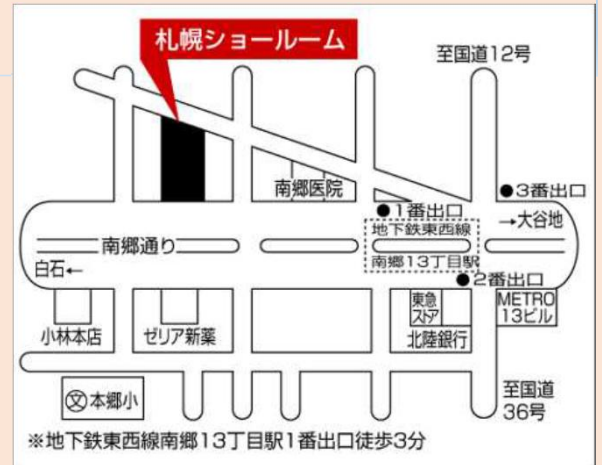 札幌ショールーム
至国道12号
南郷医院
●3番出口
●1番出口
→大谷地
地下鉄東西線
南郷通り
南郷13丁目駅
白石←
●2番出口
小林本店
ゼリア新薬
東急
ストア
北陸銀行
METRO
13ビル
文本郷小
至国道
36号
※地下鉄東西線南郷13丁目駅1番出口徒歩3分